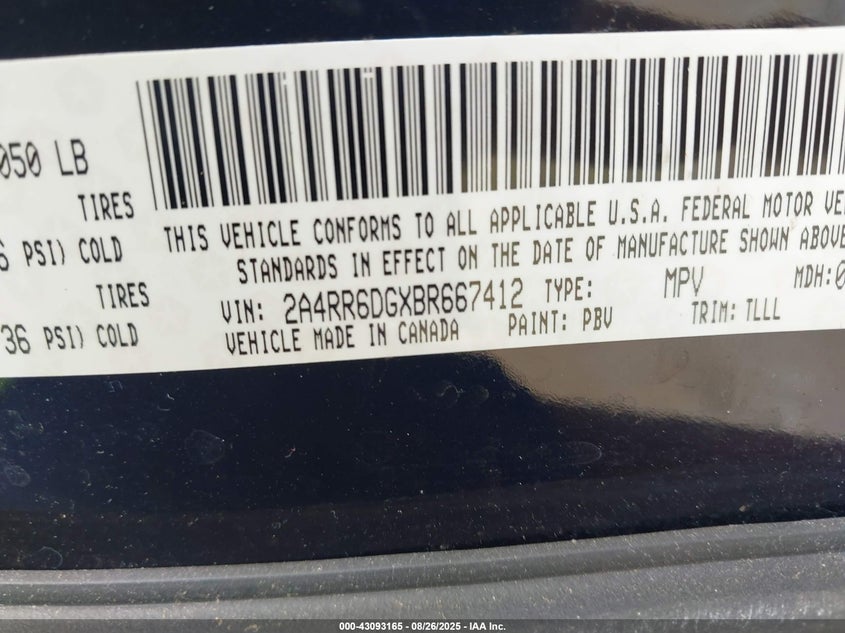 050 LB
TIRES
6 PSI) COLD
TIRES
36 PSI) COLD
THIS VEHICLE CONFORMS TO ALL APPLICABLE U.S.A. FEDERAL MOTOR VE
STANDARDS IN EFFECT ON THE DATE OF MANUFACTURE SHOWN ABOVE
VIN: 2A4RR6DGXBR667412 TYPE: MPV MDH:0
VEHICLE MADE IN CANADA PAINT: PBV TRIM: TLLL
000-43093165 - 08/26/2025 - IAA Inc.